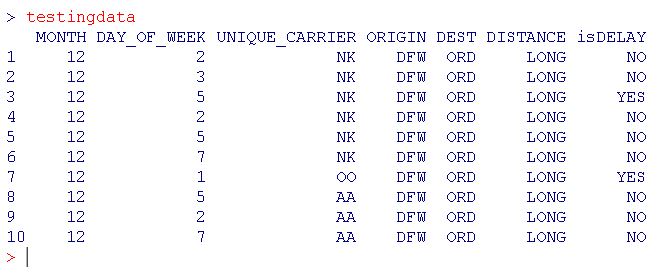 > testingdata
MONTH DAY_OF_WEEK UNIQUE_CARRIER ORIGIN DEST DISTANCE isDELAY
1 12 2 NK DFW ORD LONG NO
2 12 3 NK DFW ORD LONG NO
3 12 5 NK DFW ORD LONG YES
4 12 2 NK DFW ORD LONG NO
5 12 5 NK DFW ORD LONG NO
6 12 7 NK DFW ORD LONG NO
7 12 1 OO DFW ORD LONG YES
8 12 5 AA DFW ORD LONG NO
9 12 2 AA DFW ORD LONG NO
10 12 7 AA DFW ORD LONG NO
>